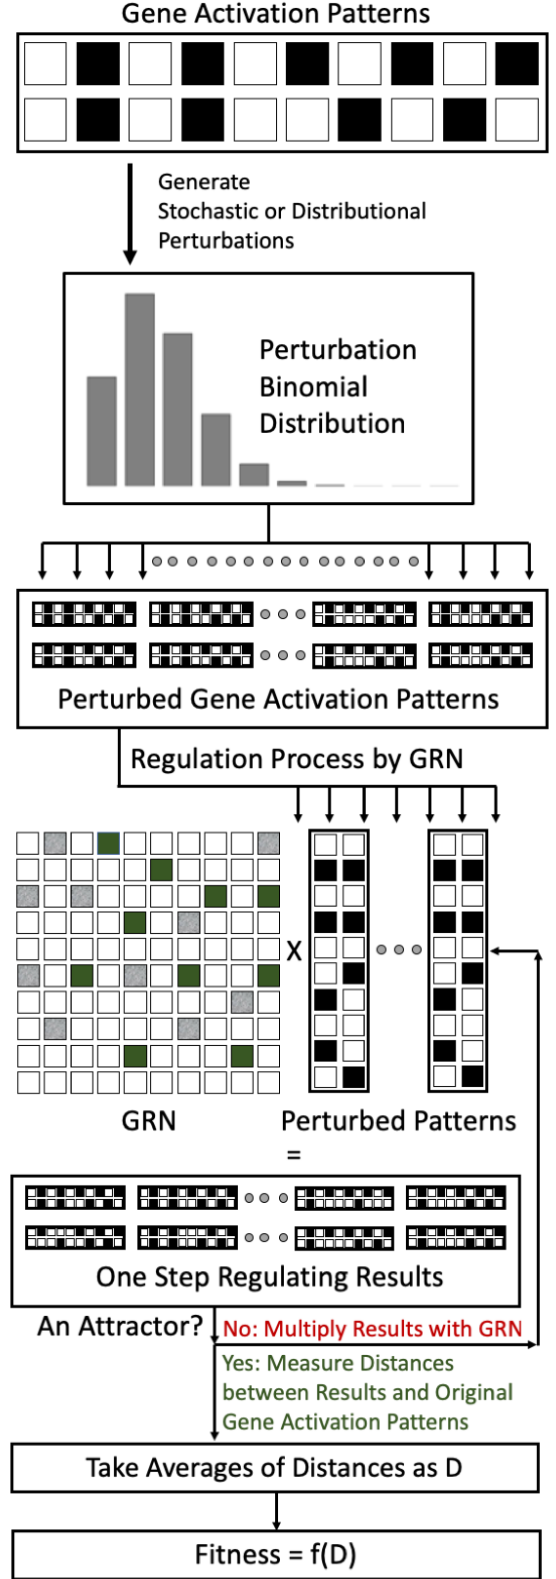 Gene Activation Patterns
Generate
Stochastic or Distributional
Perturbations
Perturbation
Binomial
Distribution
Perturbed Gene Activation Patterns
Regulation Process by GRN
X
GRN
Perturbed Patterns
=
One Step Regulating Results
An Attractor?
No: Multiply Results with GRN
Yes: Measure Distances
between Results and Original
Gene Activation Patterns
Take Averages of Distances as D
Fitness = f(D)